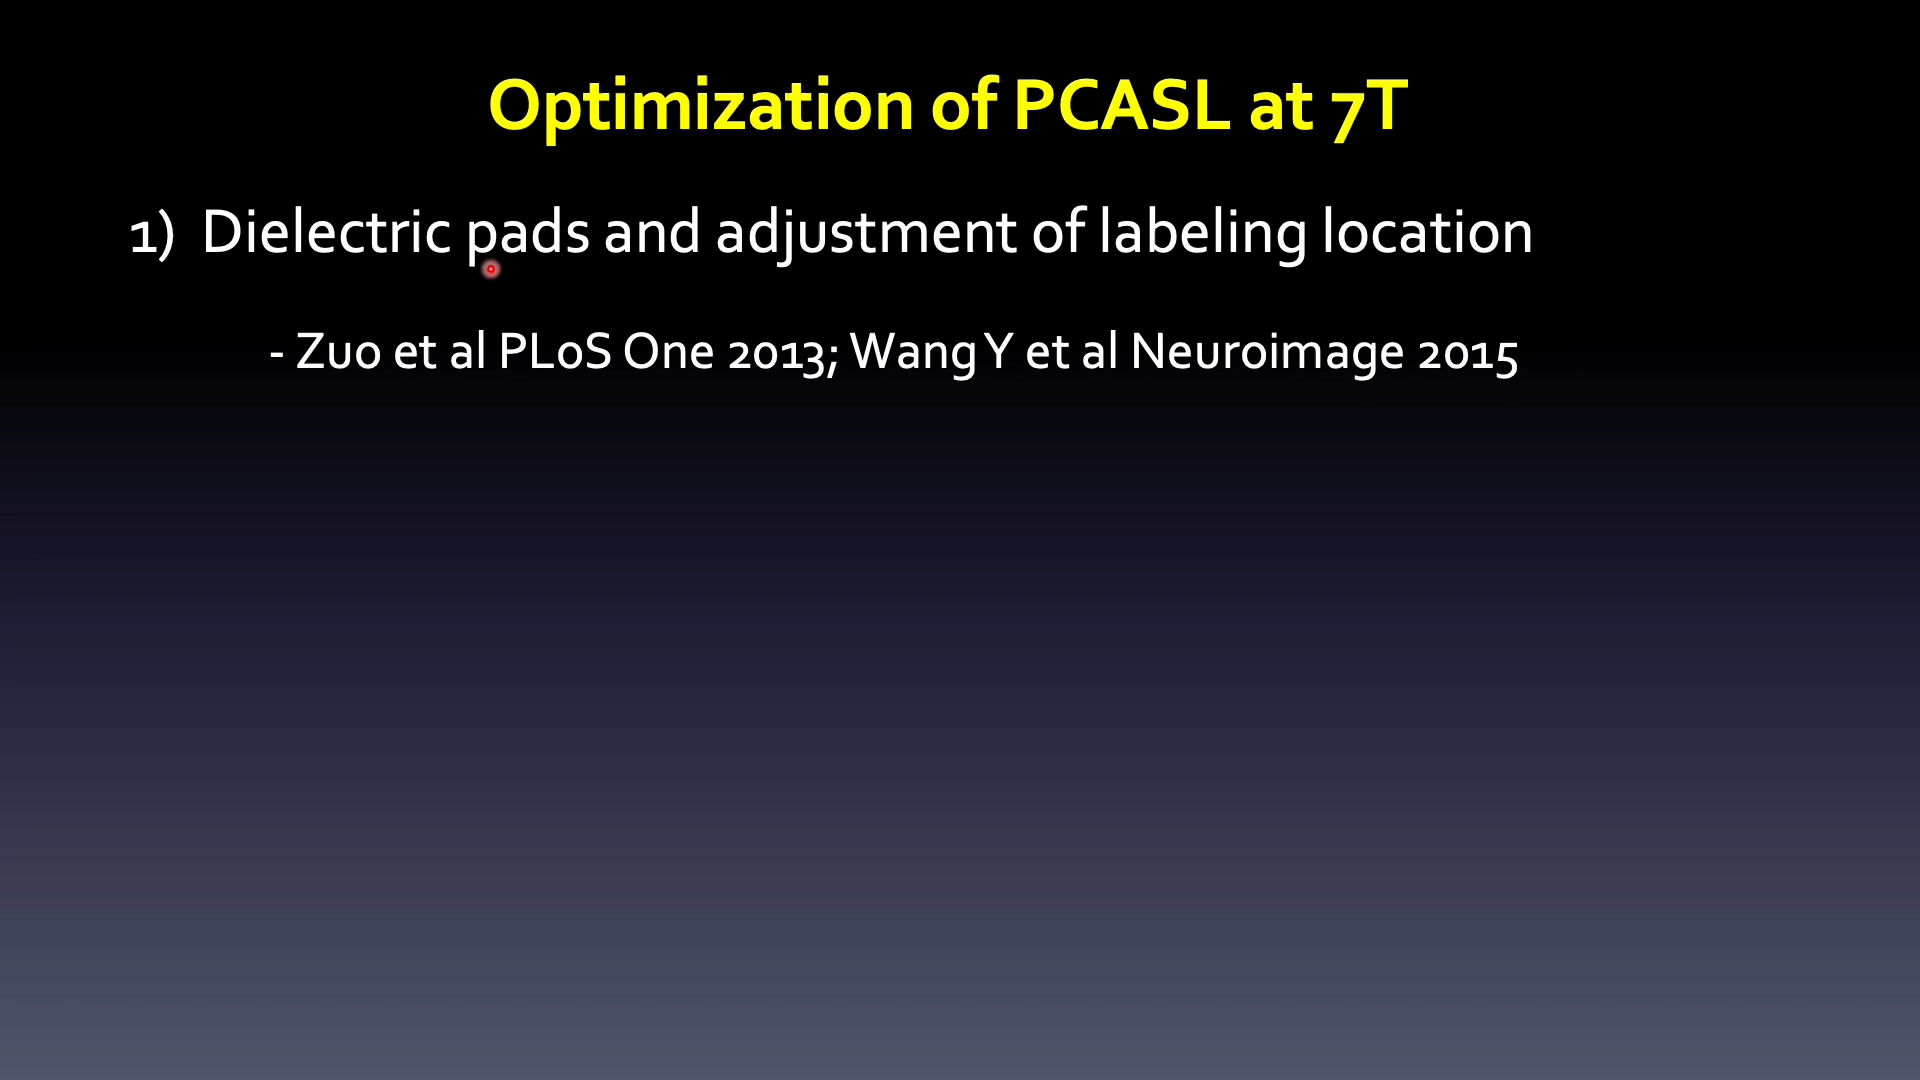 Optimization of PCASL at 7T
1) Dielectric pads and adjustment of labeling location
- Zuo et al PLoS One 2013; Wang Y et al Neuroimage 2015